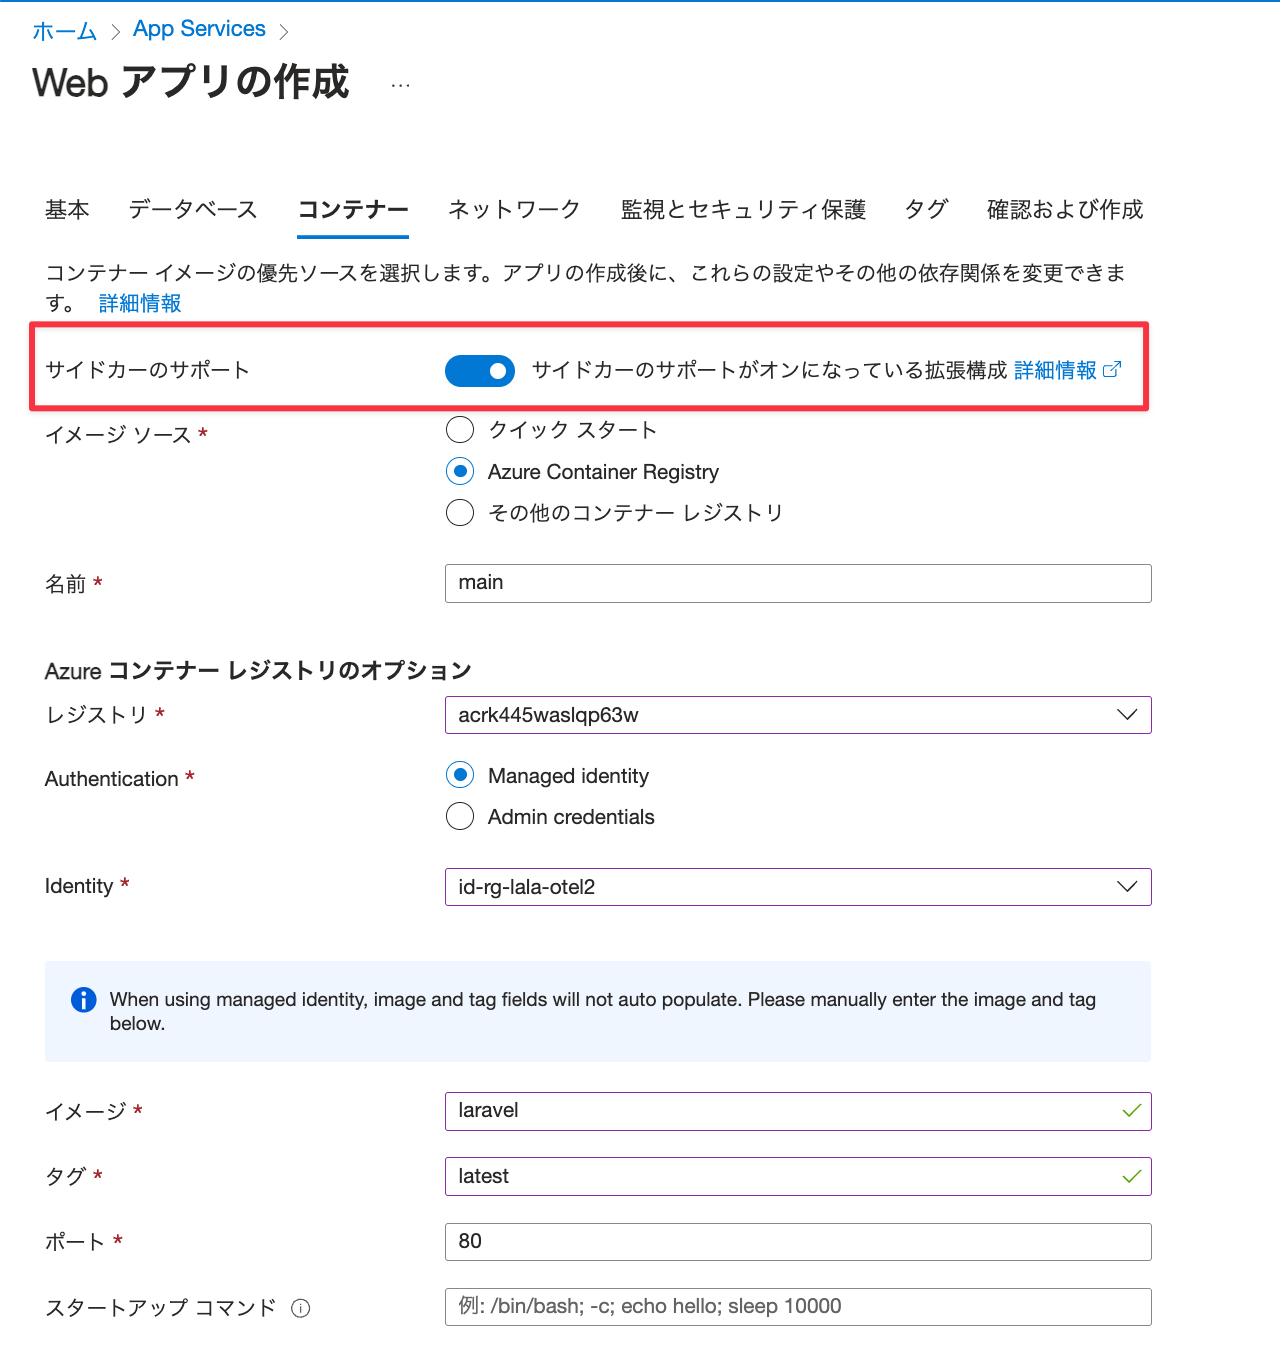 ホーム > App Services >
Web アプリの作成 …
基本 データベース コンテナー ネットワーク 監視とセキュリティ保護 タグ 確認および作成
コンテナー イメージの優先ソースを選択します。アプリの作成後に、これらの設定やその他の依存関係を変更できま
す。 詳細情報
サイドカーのサポート サイドカーのサポートがオンになっている拡張構成 詳細情報
イメージ ソース * クイック スタート
Azure Container Registry
その他のコンテナー レジストリ
名前 * main
Azure コンテナー レジストリのオプション
レジストリ * acrk445waslqp63w
Authentication * Managed identity
Admin credentials
Identity * id-rg-lala-otel2
When using managed identity, image and tag fields will not auto populate. Please manually enter the image and tag
below.
イメージ * laravel
タグ * latest
ポート * 80
スタートアップ コマンド 例: /bin/bash; -c; echo hello; sleep 10000